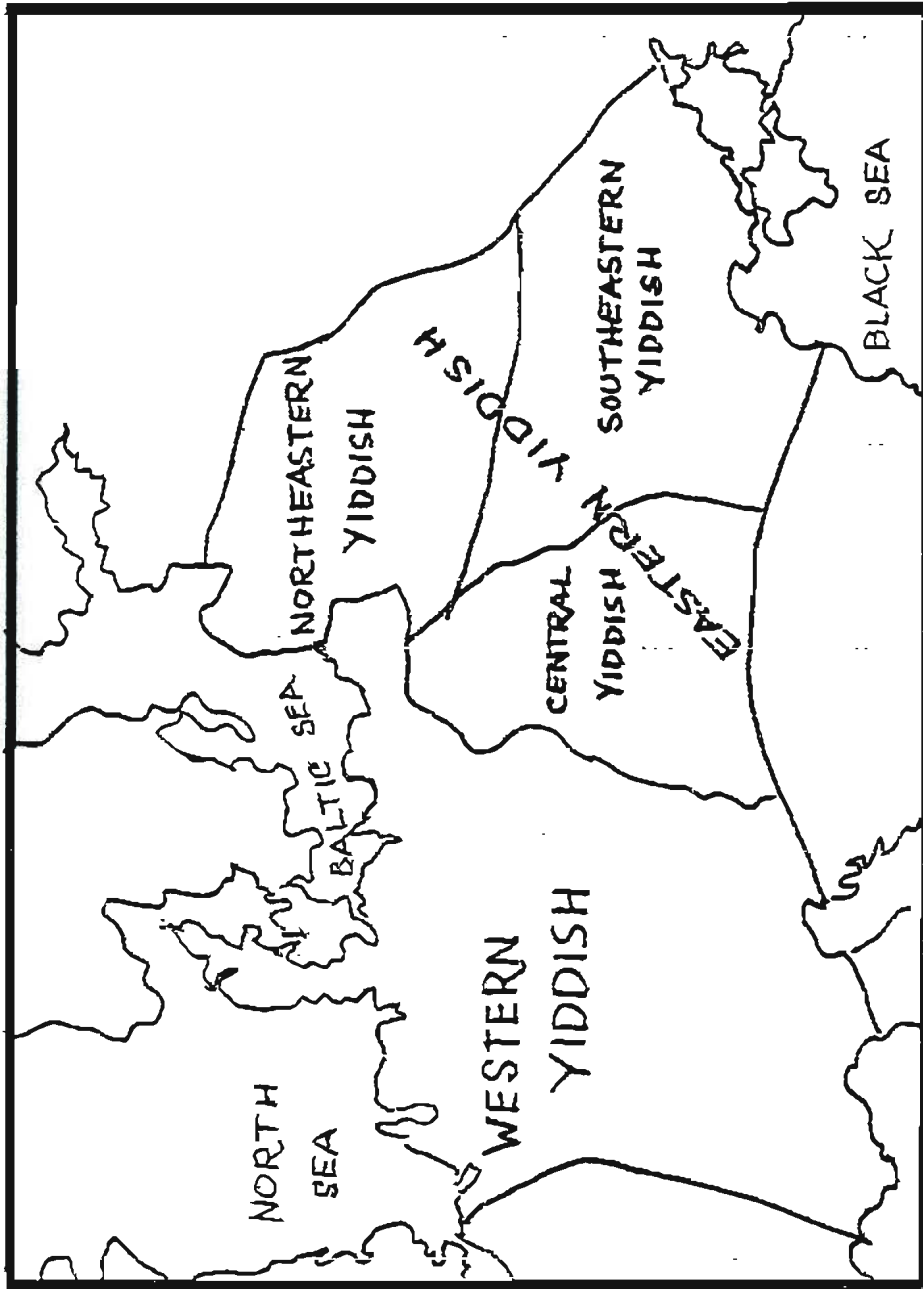 NORTH
SEA
BALTIC SEA
WESTERN
YIDDISH
NORTHEASTERN
YIDDISH
EASTERN YIDDISH
CENTRAL
YIDDISH
SOUTHEASTERN
YIDDISH
BLACK SEA